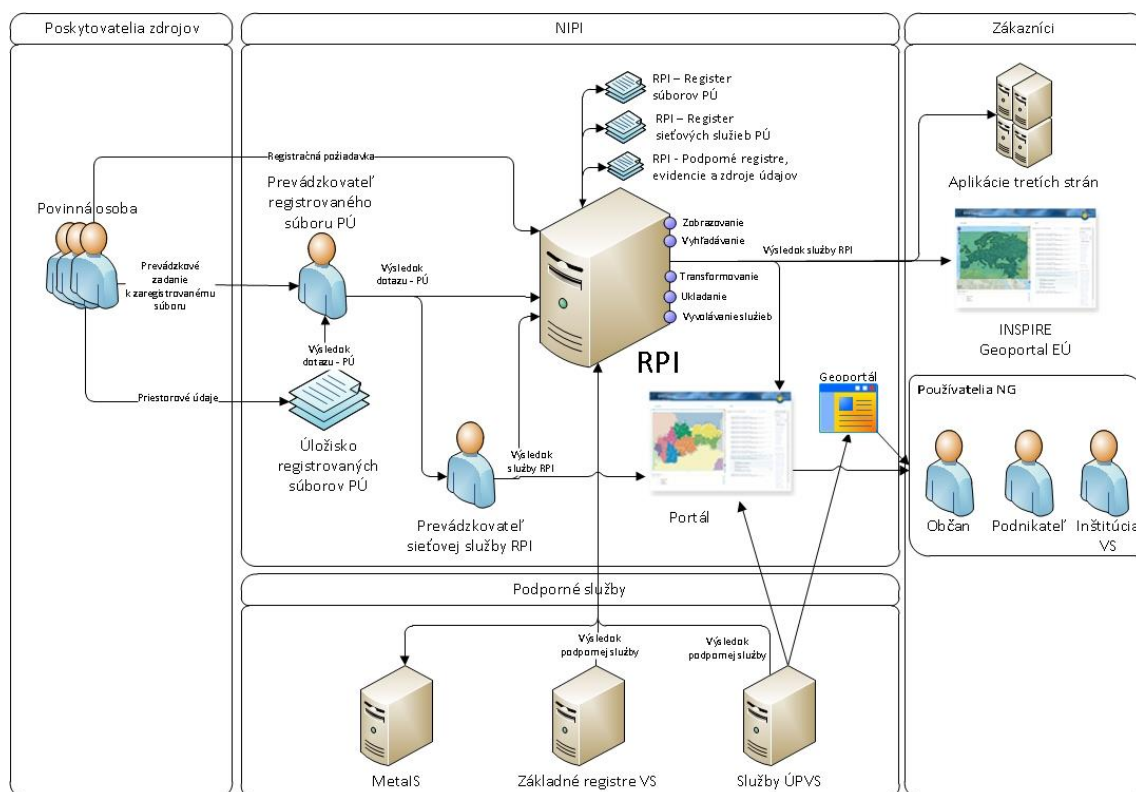 Poskytovatelia zdrojov
NIPI
Zákazníci
RPI – Register
súborov PÚ
RPI – Register
sieťových služieb PÚ
RPI - Podporné registre,
evidencie a zdroje údajov
Registračná požiadavka
Povinná osoba
Prevádzkovateľ
registrovaného
súboru PÚ
Prevádzkové
zadanie
k zaregistrovanému
súboru
Výsledok
dotazu - PÚ
Výsledok
dotazu - PÚ
Priestorové údaje
Úložisko
registrovaných
súborov PÚ
Zobrazovanie
Vyhľadávanie
Transformovanie
Ukladanie
Vyvolávanie služieb
Výsledok služby RPI
RPI
Výsledok
služby RPI
Prevádzkovateľ
sieťovej služby RPI
Portál
Geoportál
Aplikácie tretích strán
INSPIRE
Geoportal EÚ
Používatelia NG
Občan
Podnikateľ
Inštitúcia
VS
Podporné služby
Výsledok
podpornej služby
Výsledok
podpornej služby
MetaIS
Základné registre VS
Služby ÚPVS